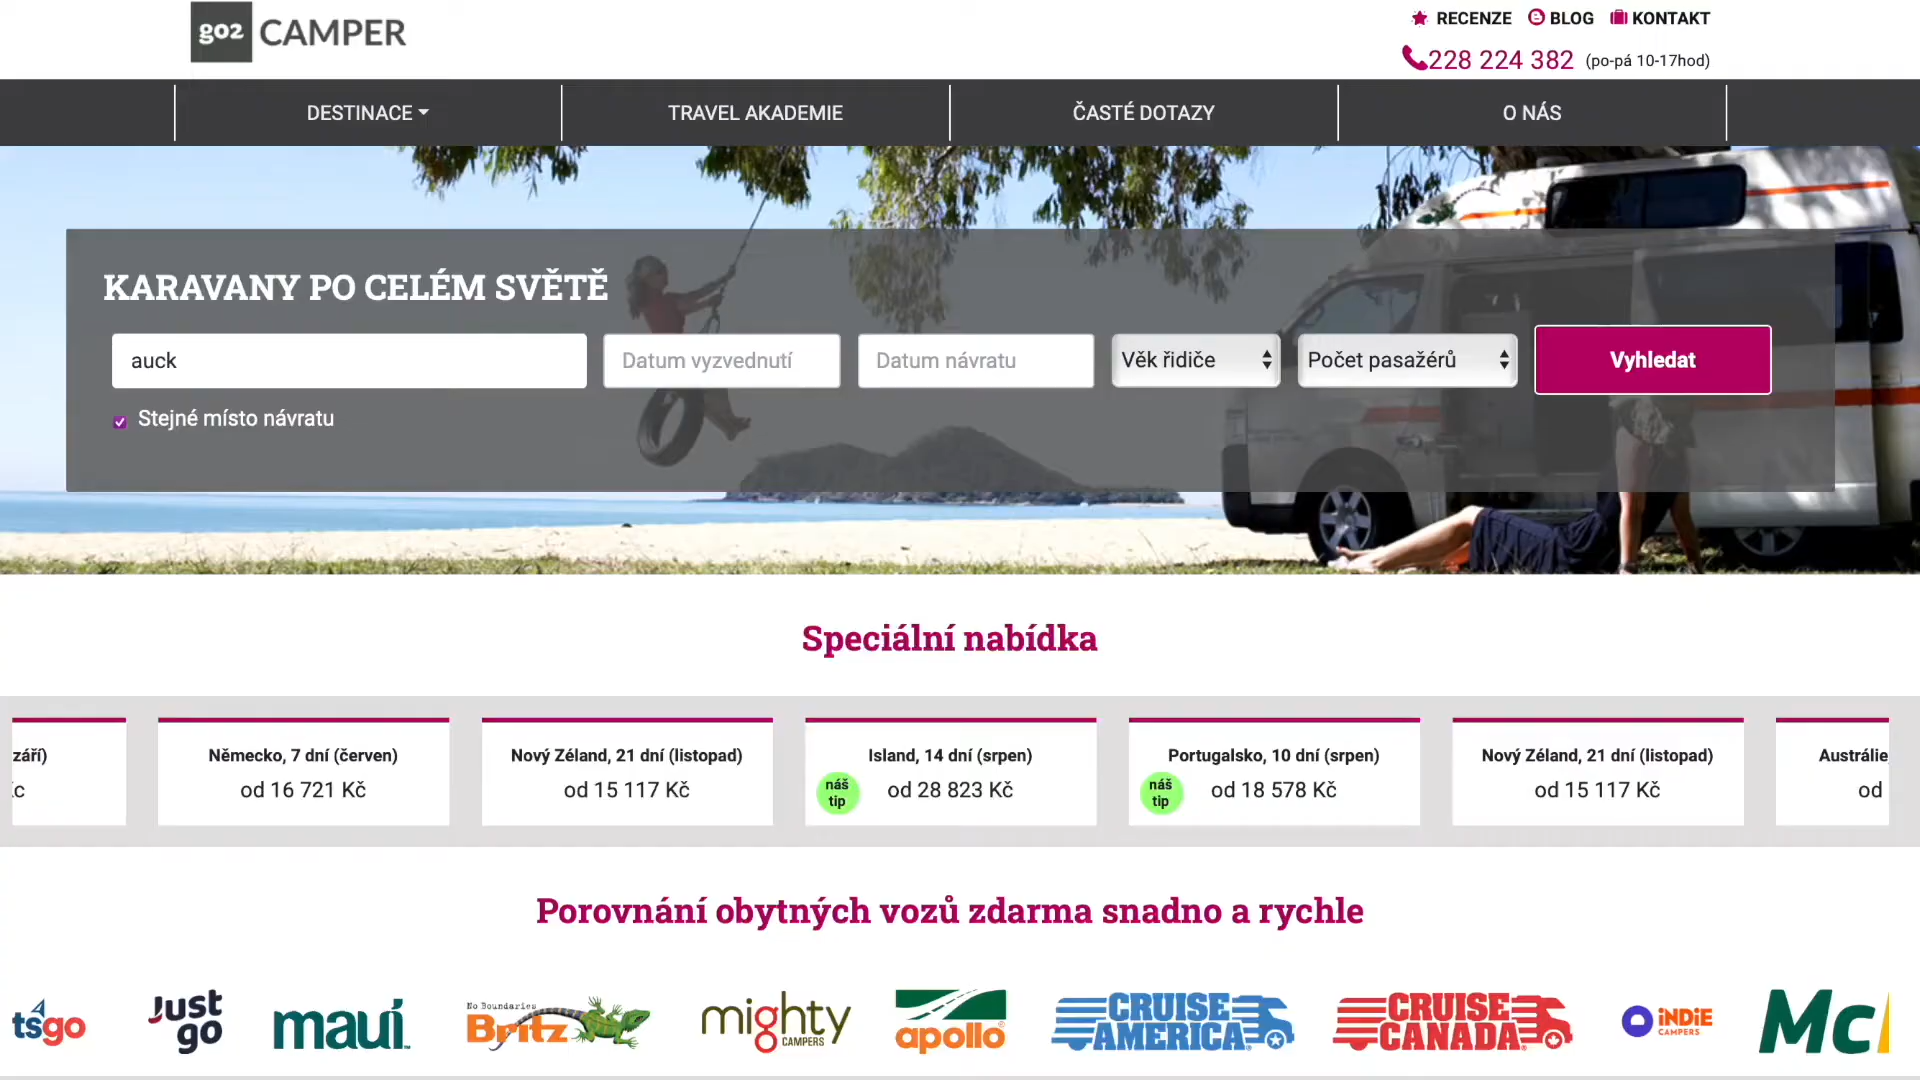 go2 CAMPER
RECENZE BLOG KONTAKT
228 224 382 (po-pá 10-17hod)
DESTINACE TRAVEL AKADEMIE ČASTÉ DOTAZY O NÁS
KARAVANY PO CELÉM SVĚTĚ
auck Datum vyzvednutí Datum návratu Věk řidiče Počet pasažérů Vyhledat
Stejné místo návratu
Speciální nabídka
září) Německo, 7 dní (červen) Nový Zéland, 21 dní (listopad) Island, 14 dní (srpen) Portugalsko, 10 dní (srpen) Nový Zéland, 21 dní (listopad) Austrálie
od 16 721 Kč od 15 117 Kč náš tip od 28 823 Kč náš tip od 18 578 Kč od 15 117 Kč od
Porovnání obytných vozů zdarma snadno a rychle
tsgo Just go maui No Boundaries Britz mighty CAMPERS apollo CRUISE AMERICA CRUISE CANADA iNDiE CAMPERS Mc